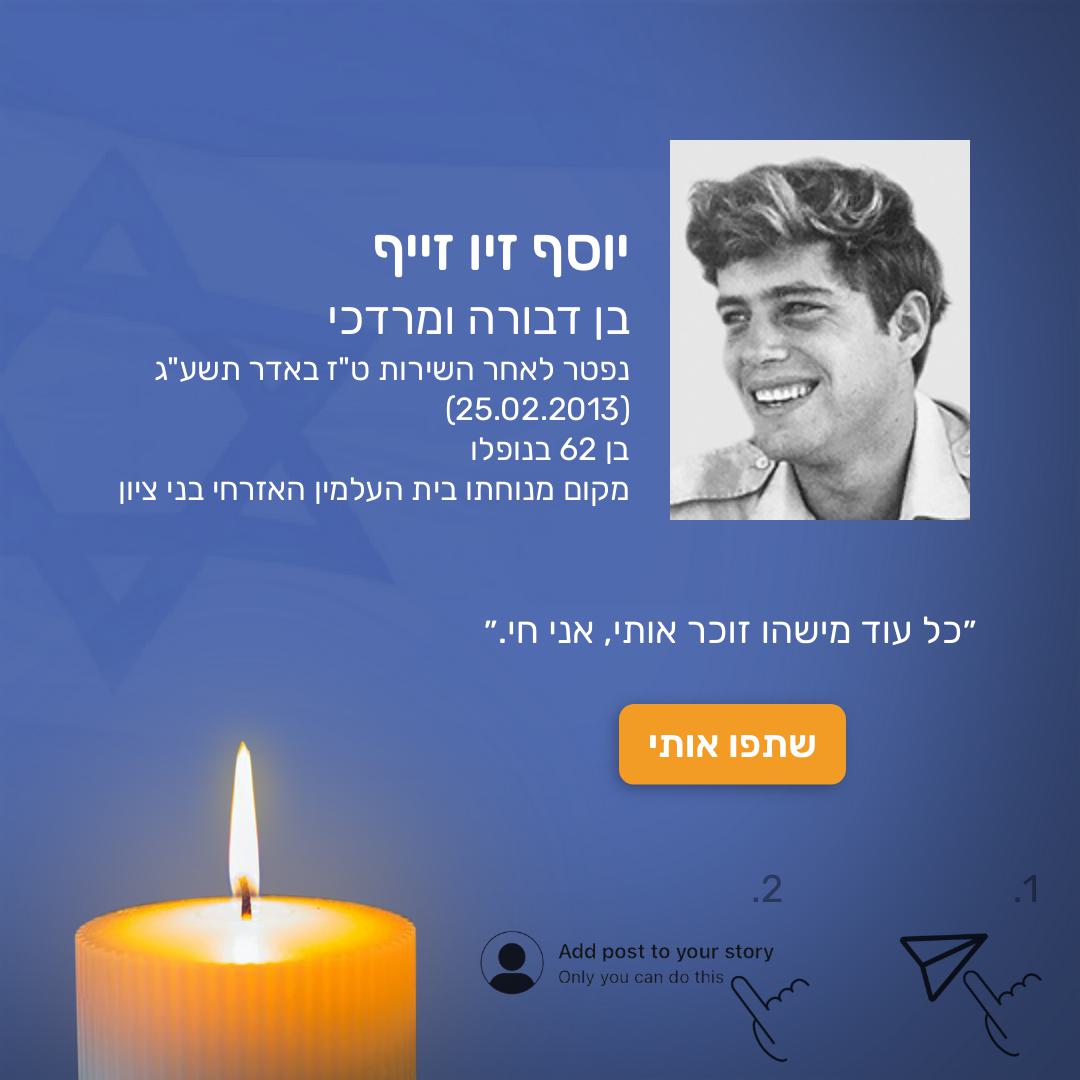 יוסף זיו זייף
בן דבורה ומרדכי
נפטר לאחר השירות ט"ז באדר תשע"ג
(25.02.2013)
בן 62 בנופלו
מקום מנוחתו בית העלמין האזרחי בני ציון
״כל עוד מישהו זוכר אותי, אני חי.״
שתפו אותי
1.
2.
Add post to your story
Only you can do this